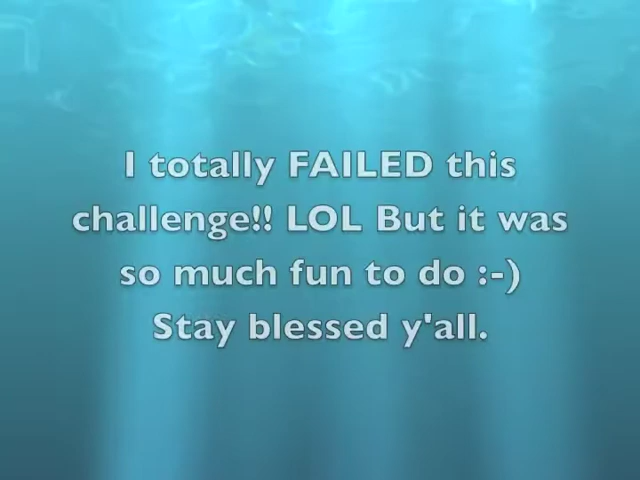 I totally FAILED this
challenge!! LOL But it was
so much fun to do :-)
Stay blessed y'all.